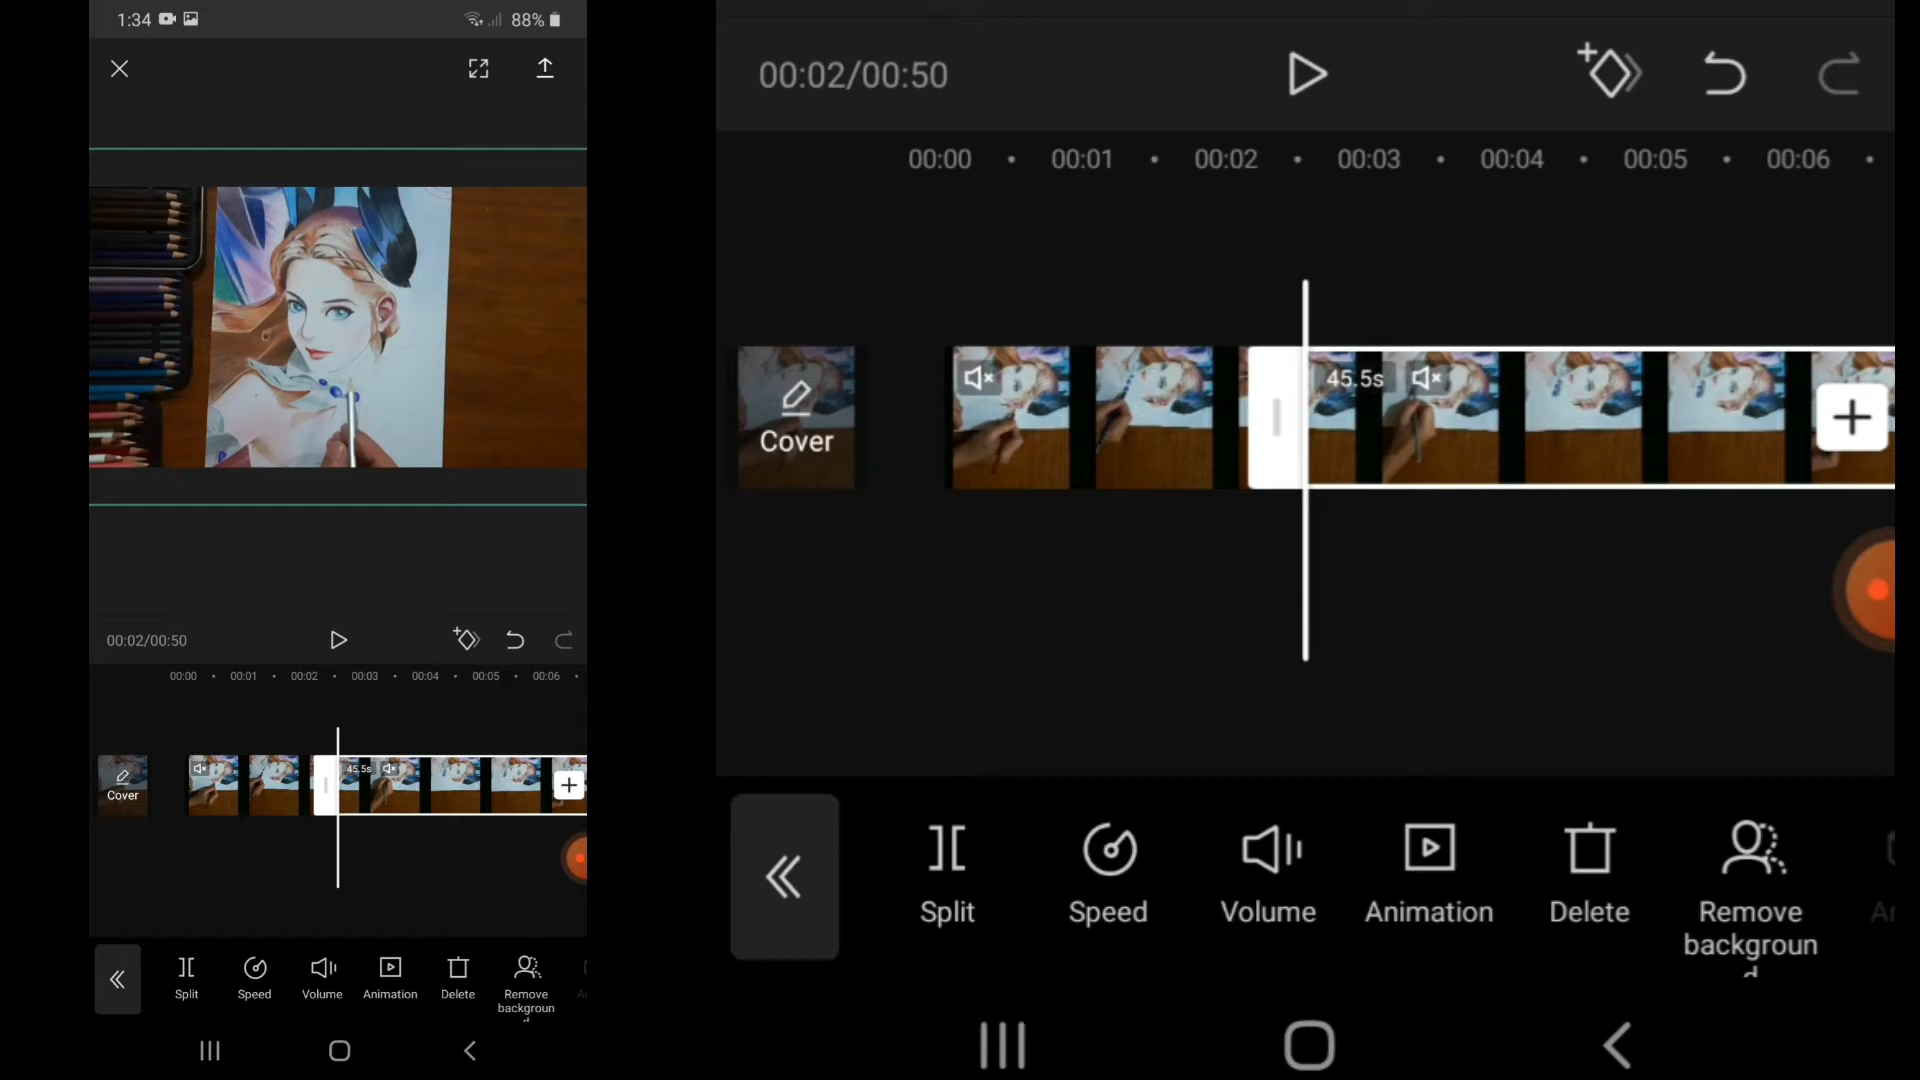 1:34
88%
00:02/00:50
00:00 00:01 00:02 00:03 00:04 00:05 00:06
45.5s
Cover
Split Speed Volume Animation Delete Remove
backgroun
d
00:02/00:50
00:00 00:01 00:02 00:03 00:04 00:05 00:06
45.5s
Cover
Split Speed Volume Animation Delete Remove
backgroun
d